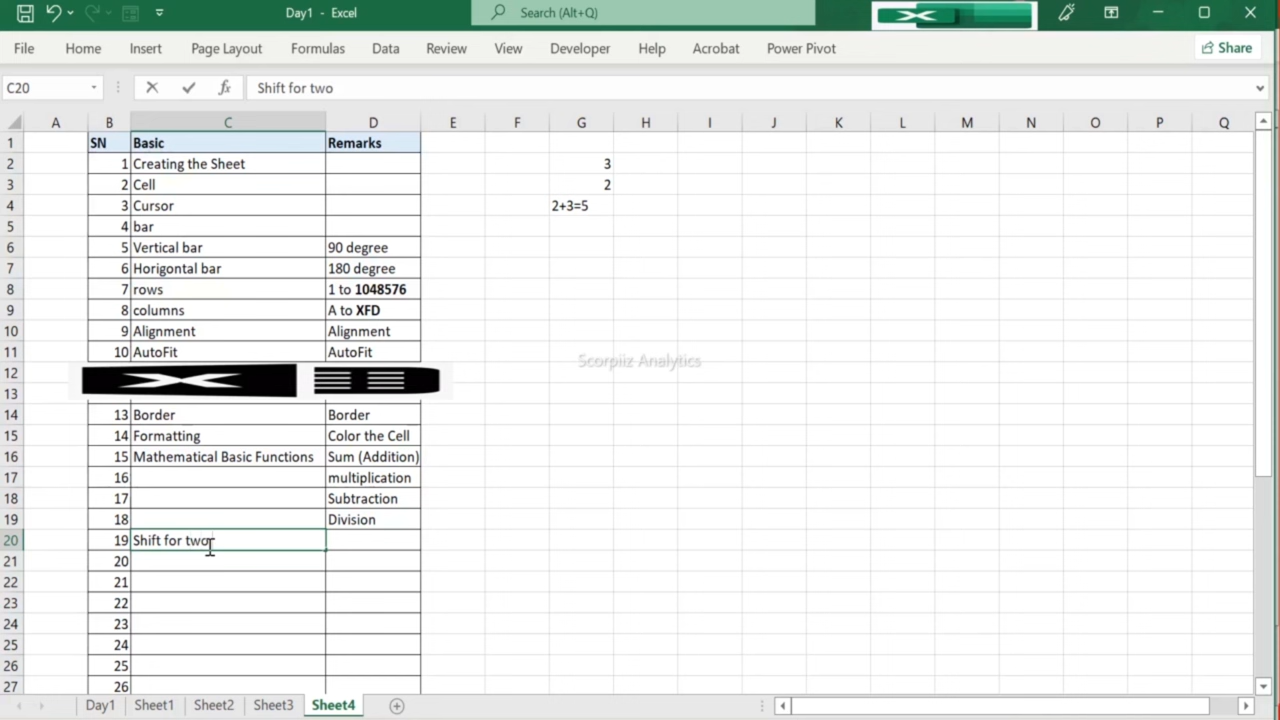 Day1 - Excel
Search (Alt+Q)
File Home Insert Page Layout Formulas Data Review View Developer Help Acrobat Power Pivot Share
C20 fx Shift for two
A B C D E F G H I J K L M N O P Q
1 SN Basic Remarks
2 1 Creating the Sheet 3
3 2 Cell 2
4 3 Cursor 2+3=5
5 4 bar
6 5 Vertical bar 90 degree
7 6 Horigontal bar 180 degree
8 7 rows 1 to 1048576
9 8 columns A to XFD
10 9 Alignment Alignment
11 10 AutoFit AutoFit
Scorpiiz Analytics
12
13
14 13 Border Border
15 14 Formatting Color the Cell
16 15 Mathematical Basic Functions Sum (Addition)
17 16 multiplication
18 17 Subtraction
19 18 Division
20 19 Shift for two
21 20
22 21
23 22
24 23
25 24
26 25
27 26
Day1 Sheet1 Sheet2 Sheet3 Sheet4